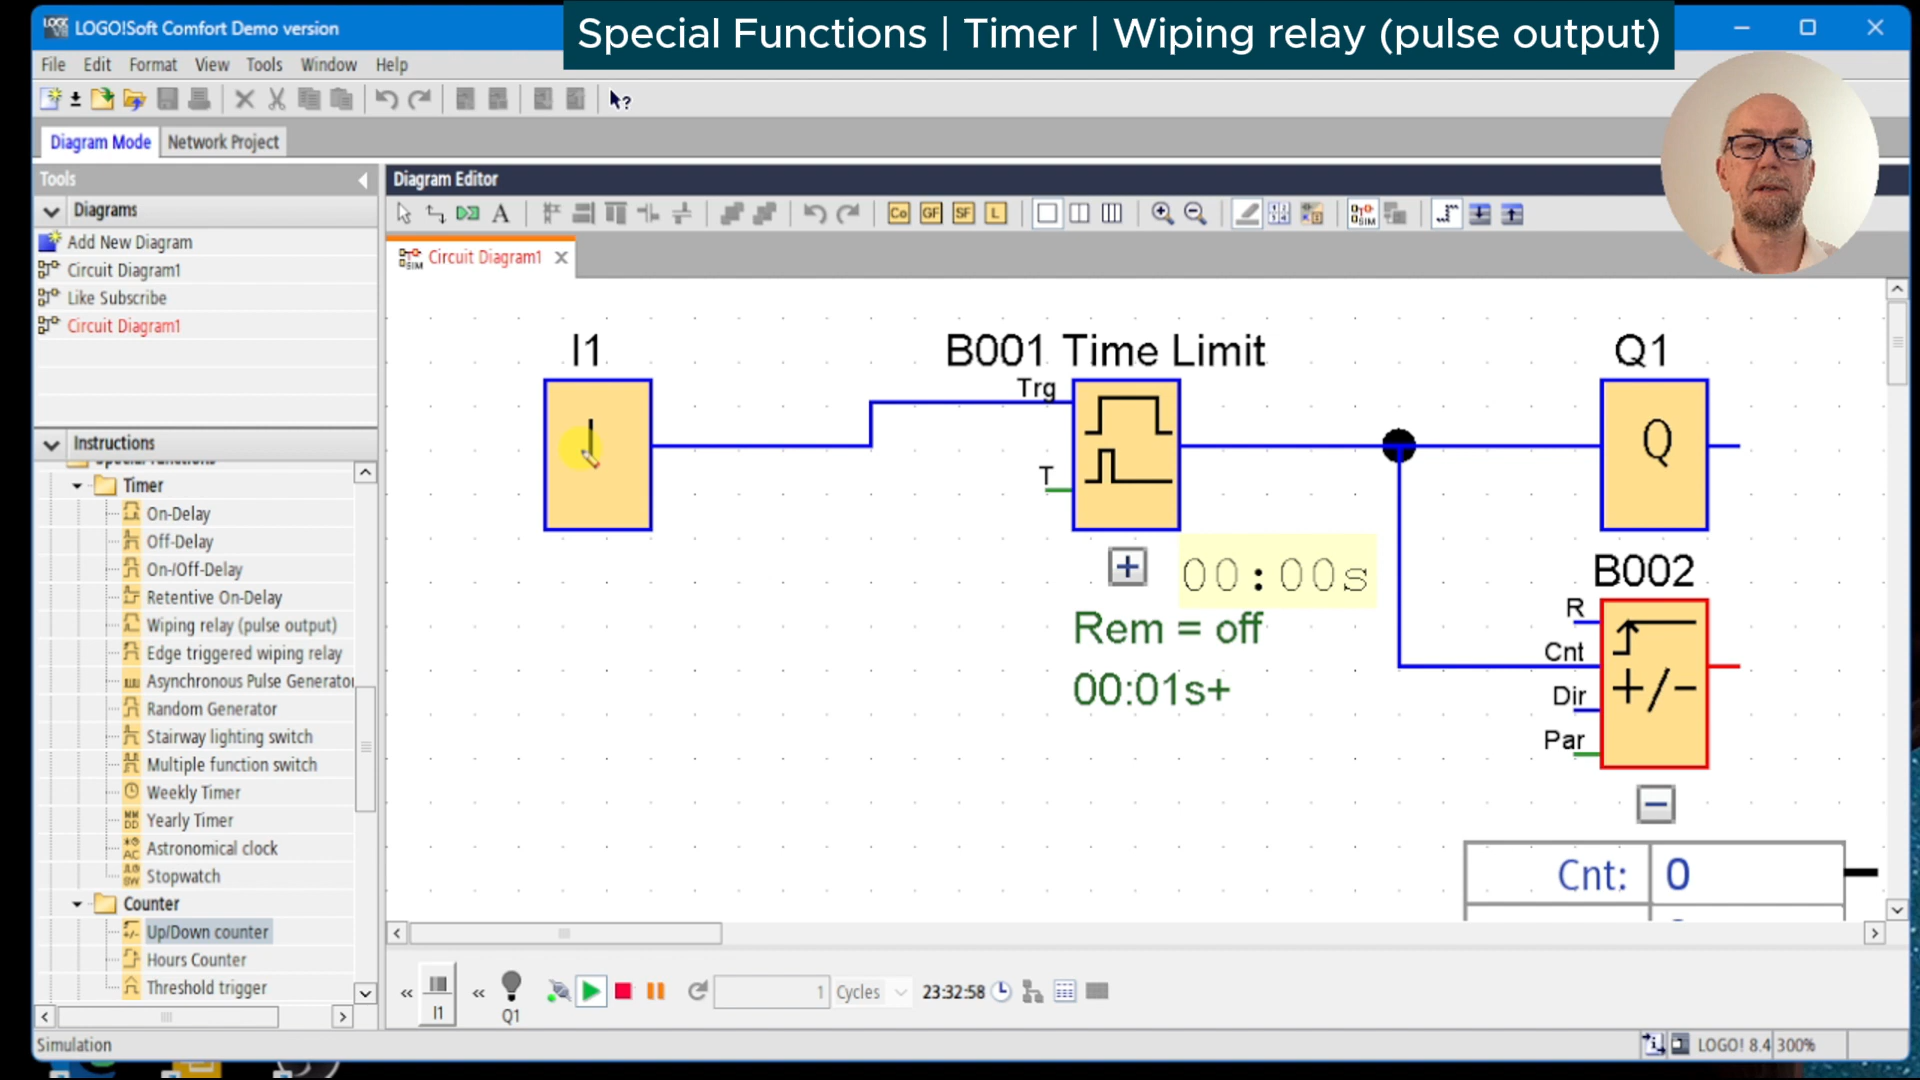 LOGO!Soft Comfort Demo version
Special Functions | Timer | Wiping relay (pulse output)
File Edit Format View Tools Window Help
Diagram Mode Network Project
Tools
Diagrams
Add New Diagram
Circuit Diagram1
Like Subscribe
Circuit Diagram1
Instructions
Special Functions
Timer
On-Delay
Off-Delay
On-/Off-Delay
Retentive On-Delay
Wiping relay (pulse output)
Edge triggered wiping relay
Asynchronous Pulse Generator
Random Generator
Stairway lighting switch
Multiple function switch
Weekly Timer
Yearly Timer
Astronomical clock
Stopwatch
Counter
Up/Down counter
Hours Counter
Threshold trigger
Diagram Editor
A Co GF SF L SIM
Circuit Diagram1
I1
I
B001 Time Limit
Trg
T
00:00s
Rem = off
00:01s+
Q1
Q
B002
R
Cnt
Dir
Par
+/-
Cnt: 0
I1
Q1
1 Cycles 23:32:58
Simulation
LOGO! 8.4 300%